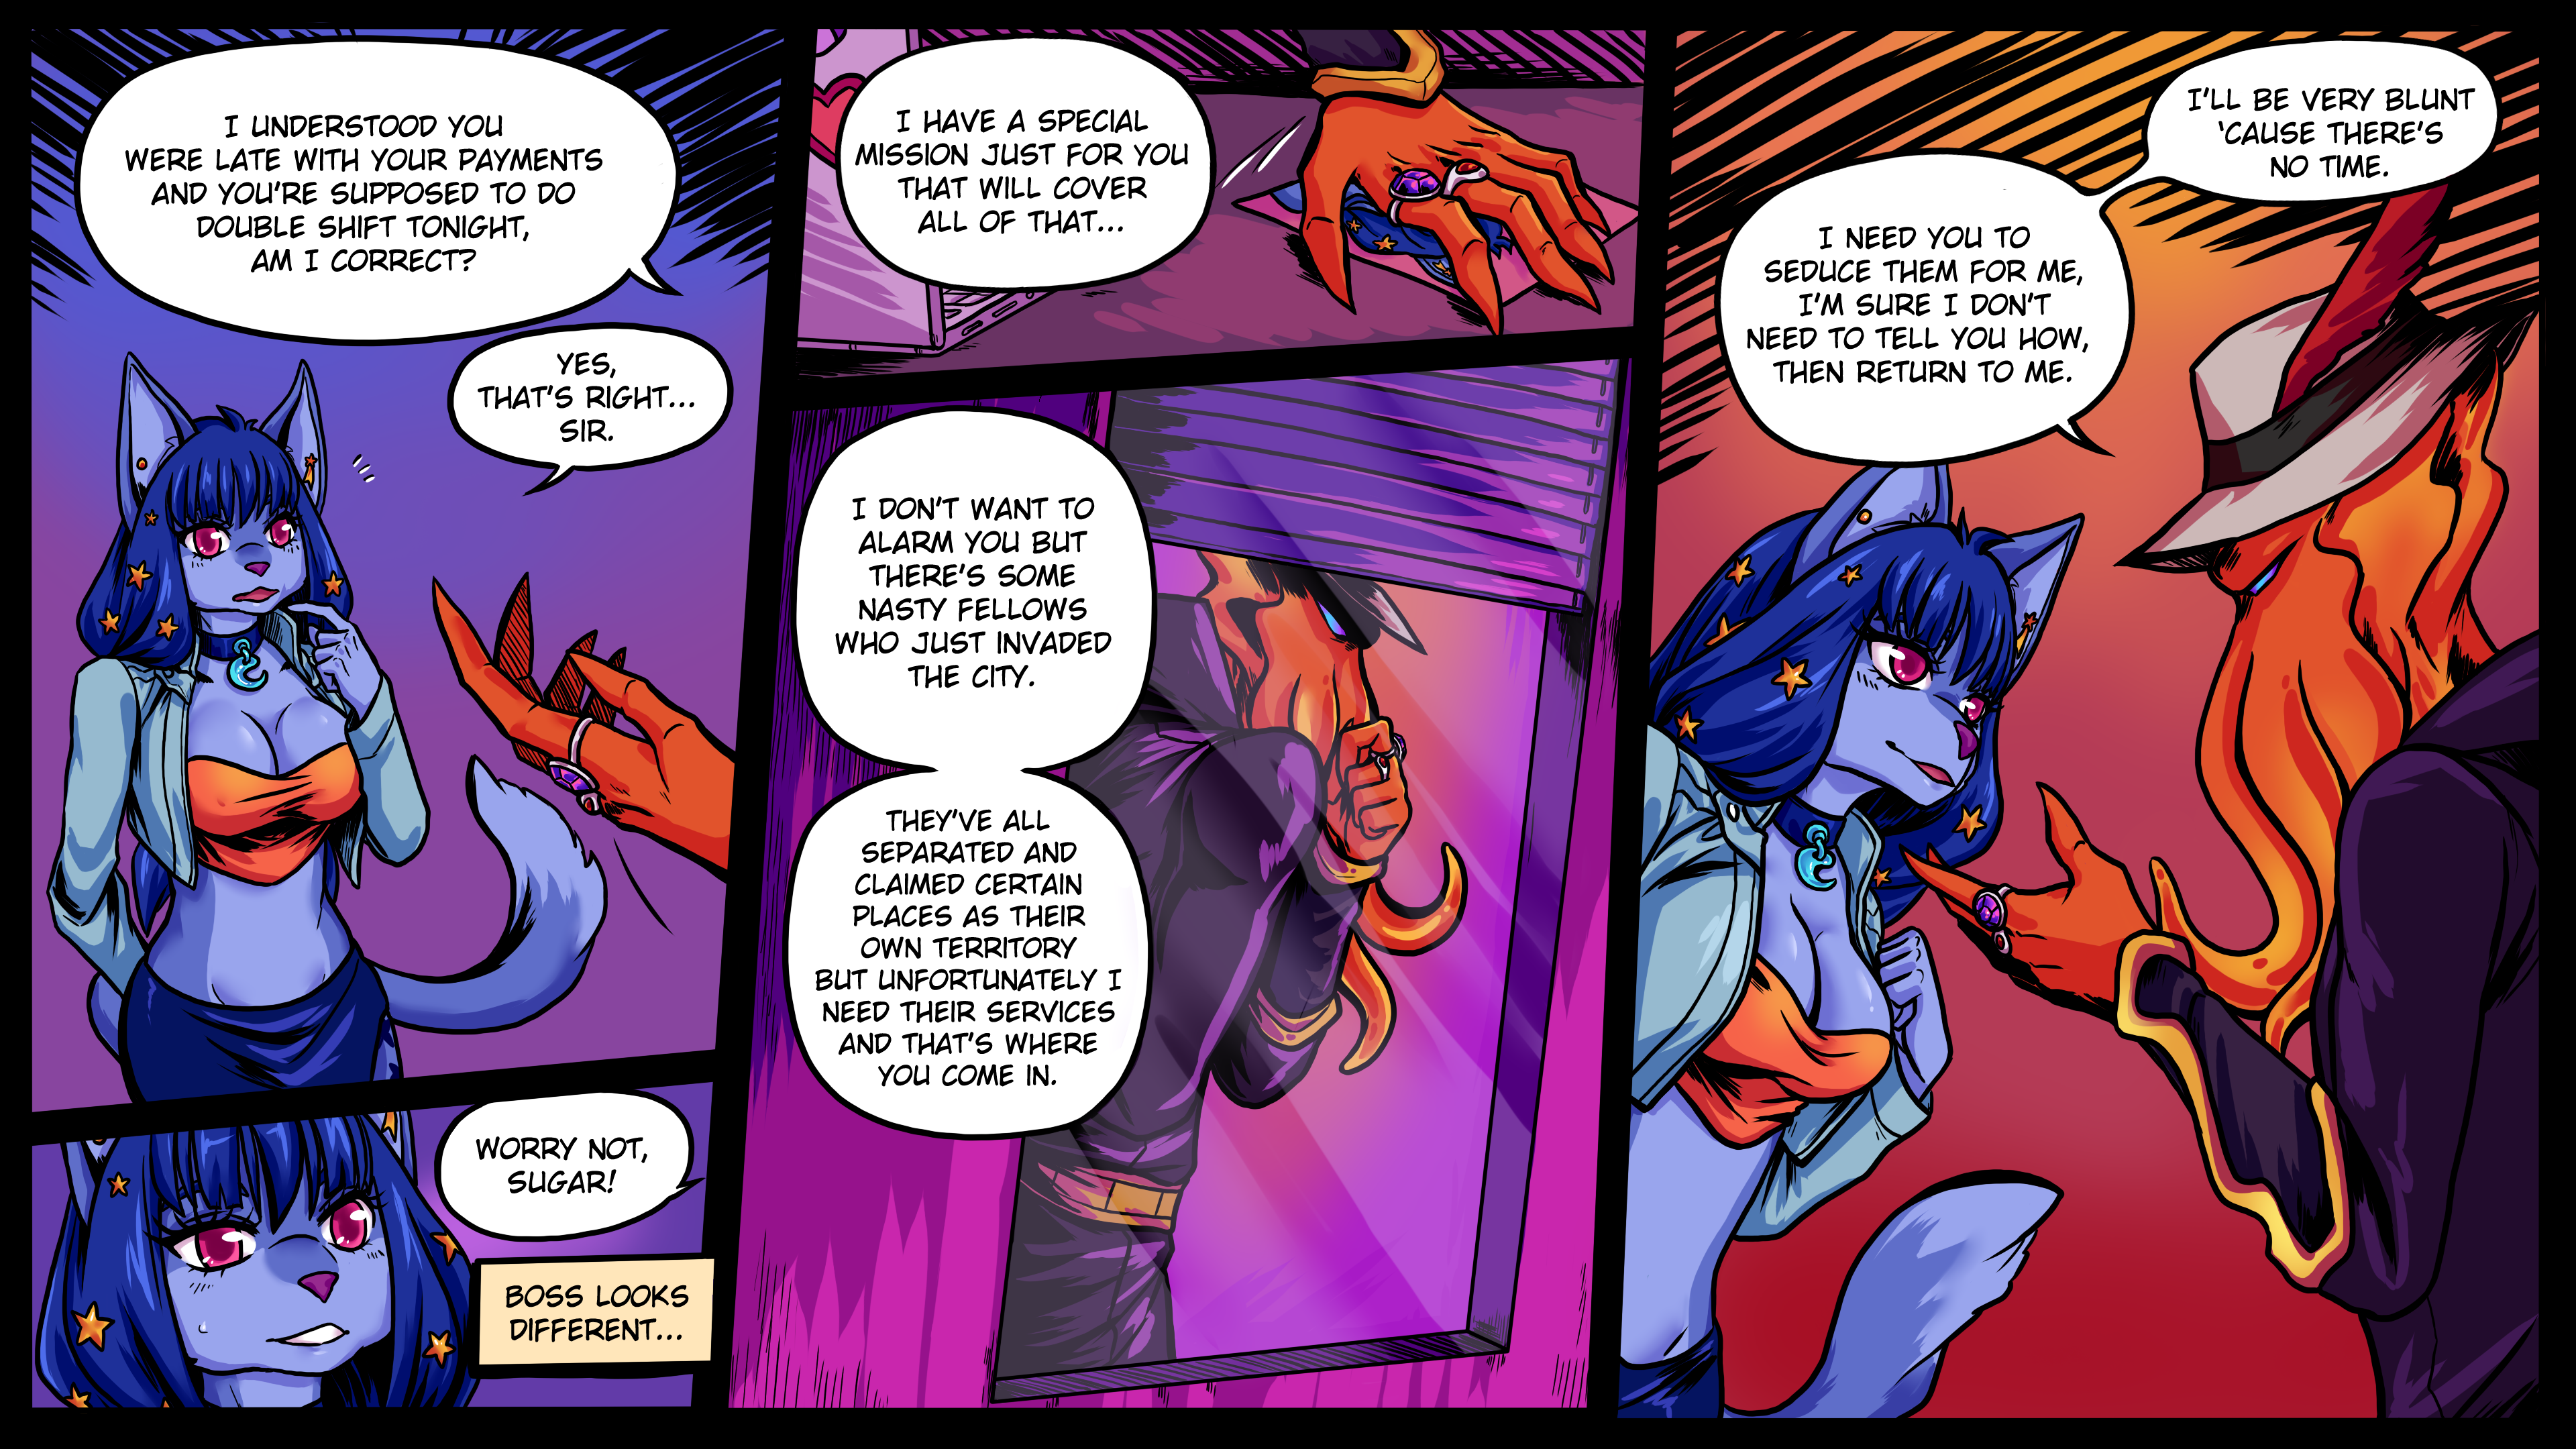 I UNDERSTOOD YOU
WERE LATE WITH YOUR PAYMENTS
AND YOU'RE SUPPOSED TO DO
DOUBLE SHIFT TONIGHT,
AM I CORRECT?
YES,
THAT'S RIGHT...
SIR.
WORRY NOT,
SUGAR!
BOSS LOOKS
DIFFERENT...
I HAVE A SPECIAL
MISSION JUST FOR YOU
THAT WILL COVER
ALL OF THAT...
I DON'T WANT TO
ALARM YOU BUT
THERE'S SOME
NASTY FELLOWS
WHO JUST INVADED
THE CITY.
THEY'VE ALL
SEPARATED AND
CLAIMED CERTAIN
PLACES AS THEIR
OWN TERRITORY
BUT UNFORTUNATELY I
NEED THEIR SERVICES
AND THAT'S WHERE
YOU COME IN.
I'LL BE VERY BLUNT
'CAUSE THERE'S
NO TIME.
I NEED YOU TO
SEDUCE THEM FOR ME,
I'M SURE I DON'T
NEED TO TELL YOU HOW,
THEN RETURN TO ME.